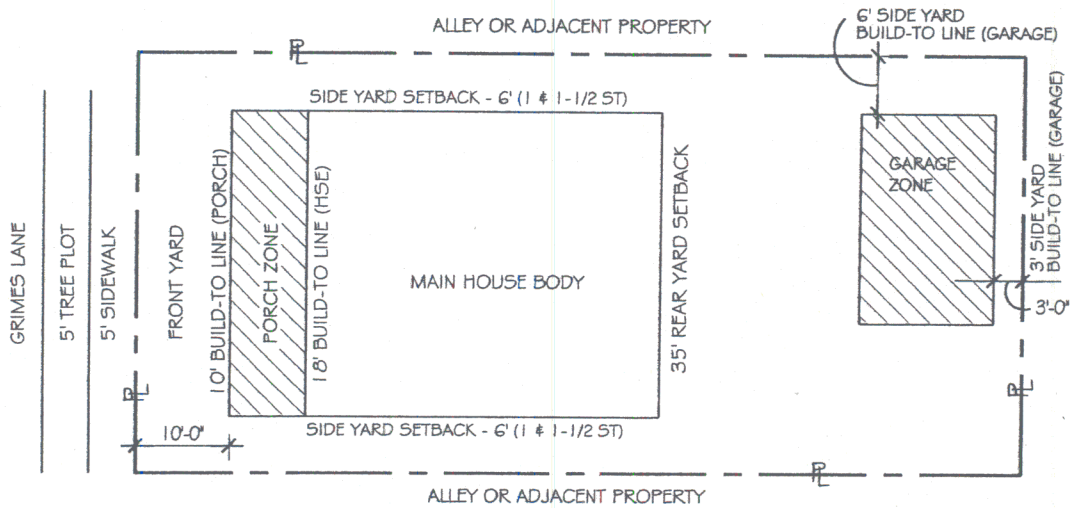 ALLEY OR ADJACENT PROPERTY
6' SIDE YARD
BUILD-TO LINE (GARAGE)
PL
SIDE YARD SETBACK - 6' (1 & 1-1/2 ST)
GRIMES LANE
5' TREE PLOT
5' SIDEWALK
FRONT YARD
10' BUILD-TO LINE (PORCH)
PORCH ZONE
18' BUILD-TO LINE (HSE)
MAIN HOUSE BODY
35' REAR YARD SETBACK
GARAGE
ZONE
3' SIDE YARD
BUILD-TO LINE (GARAGE)
3'-0"
PL
PL
10'-0"
SIDE YARD SETBACK - 6' (1 & 1-1/2 ST)
PL
ALLEY OR ADJACENT PROPERTY